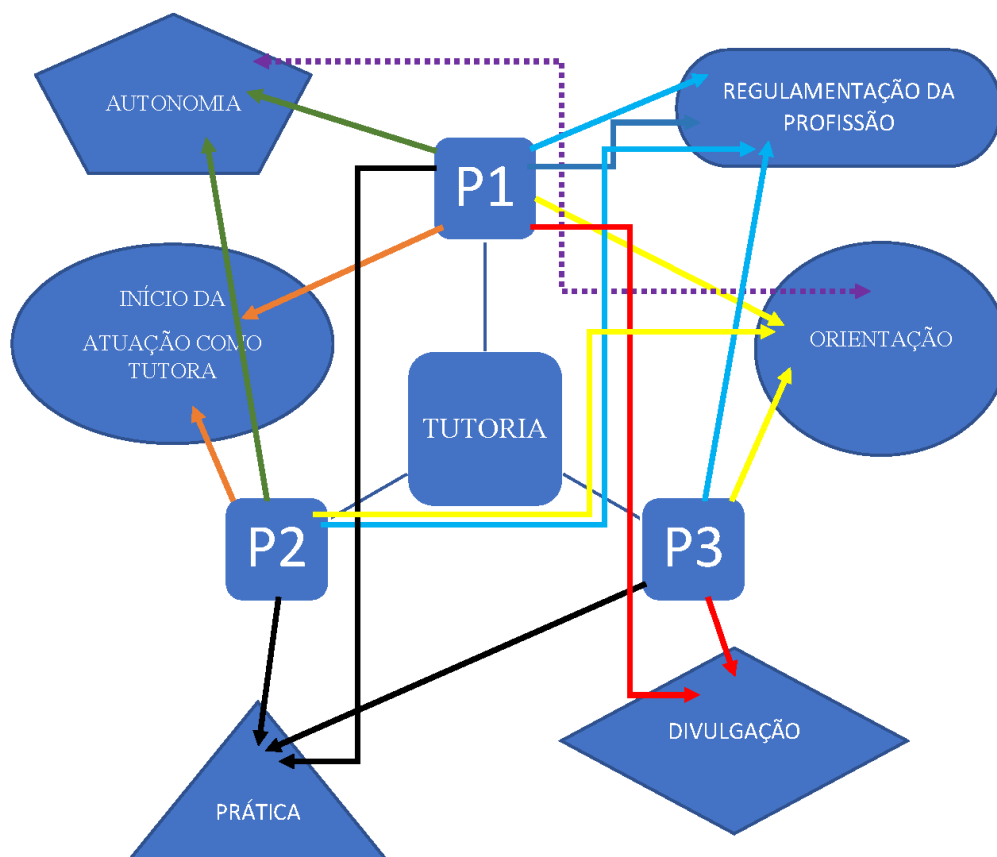 AUTONOMIA
REGULAMENTAÇÃO DA
PROFISSÃO
P1
INÍCIO DA
ATUAÇÃO COMO
TUTORA
ORIENTAÇÃO
TUTORIA
P2
P3
DIVULGAÇÃO
PRÁTICA